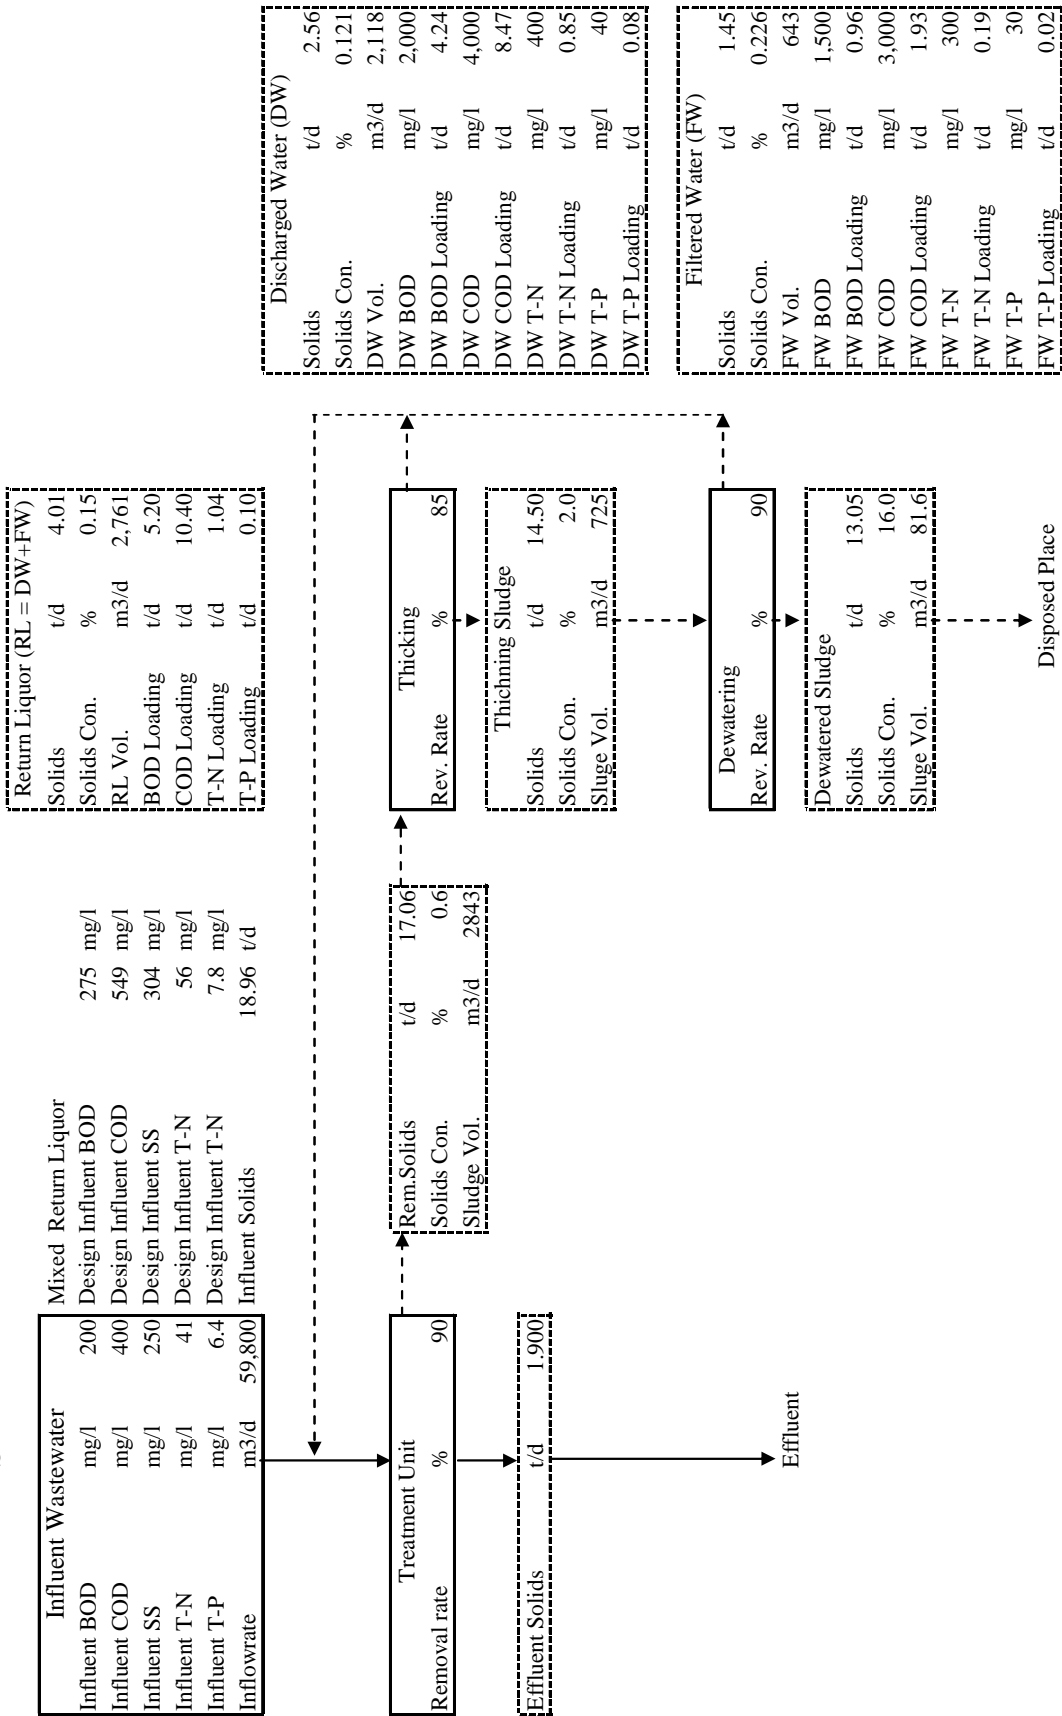 Influent Wastewater
Influent BOD mg/l 200
Influent COD mg/l 400
Influent SS mg/l 250
Influent T-N mg/l 41
Influent T-P mg/l 6.4
Inflowrate m3/d 59,800
Mixed Return Liquor
Design Influent BOD 275 mg/l
Design Influent COD 549 mg/l
Design Influent SS 304 mg/l
Design Influent T-N 56 mg/l
Design Influent T-N 7.8 mg/l
Influent Solids 18.96 t/d
Return Liquor (RL = DW+FW)
Solids t/d 4.01
Solids Con. % 0.15
RL Vol. m3/d 2,761
BOD Loading t/d 5.20
COD Loading t/d 10.40
T-N Loading t/d 1.04
T-P Loading t/d 0.10
Treatment Unit
Removal rate % 90
Effluent Solids t/d 1.900
Effluent
Rem.Solids t/d 17.06
Solids Con. % 0.6
Sludge Vol. m3/d 2843
Thicking
Rev. Rate % 85
Thichning Sludge
Solids t/d 14.50
Solids Con. % 2.0
Sluge Vol. m3/d 725
Dewatering
Rev. Rate % 90
Dewatered Sludge
Solids t/d 13.05
Solids Con. % 16.0
Sluge Vol. m3/d 81.6
Disposed Place
Discharged Water (DW)
Solids t/d 2.56
Solids Con. % 0.121
DW Vol. m3/d 2,118
DW BOD mg/l 2,000
DW BOD Loading t/d 4.24
DW COD mg/l 4,000
DW COD Loading t/d 8.47
DW T-N mg/l 400
DW T-N Loading t/d 0.85
DW T-P mg/l 40
DW T-P Loading t/d 0.08
Filtered Water (FW)
Solids t/d 1.45
Solids Con. % 0.226
FW Vol. m3/d 643
FW BOD mg/l 1,500
FW BOD Loading t/d 0.96
FW COD mg/l 3,000
FW COD Loading t/d 1.93
FW T-N mg/l 300
FW T-N Loading t/d 0.19
FW T-P mg/l 30
FW T-P Loading t/d 0.02